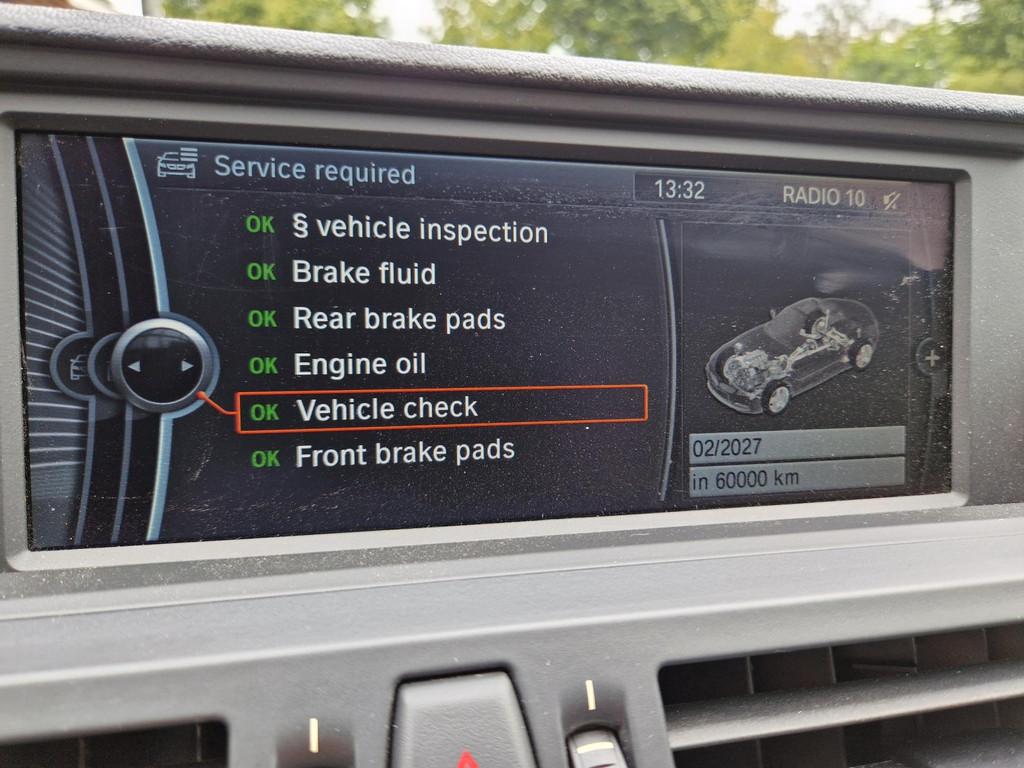 Service required
13:32
RADIO 10
OK § vehicle inspection
OK Brake fluid
OK Rear brake pads
OK Engine oil
OK Vehicle check
OK Front brake pads
02/2027
in 60000 km